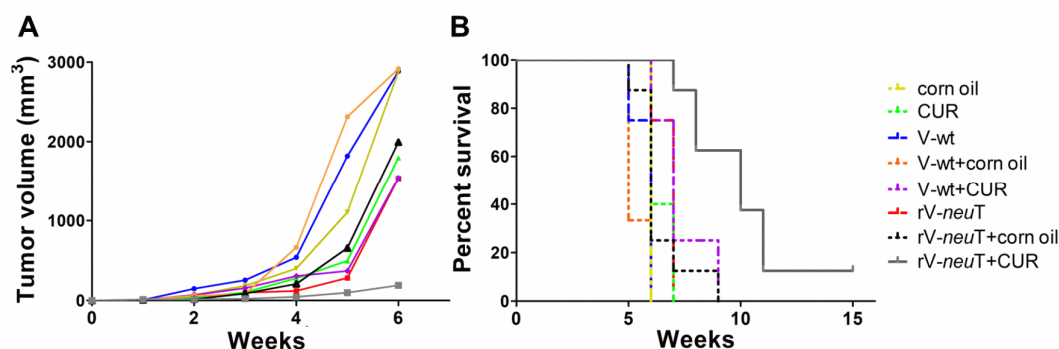 A
Tumor volume (mm³)
3000
2000
1000
0
0
2
4
6
Weeks
B
Percent survival
100
80
60
40
20
0
0
5
10
15
Weeks
corn oil
CUR
V-wt
V-wt+corn oil
V-wt+CUR
rV-neuT
rV-neuT+corn oil
rV-neuT+CUR